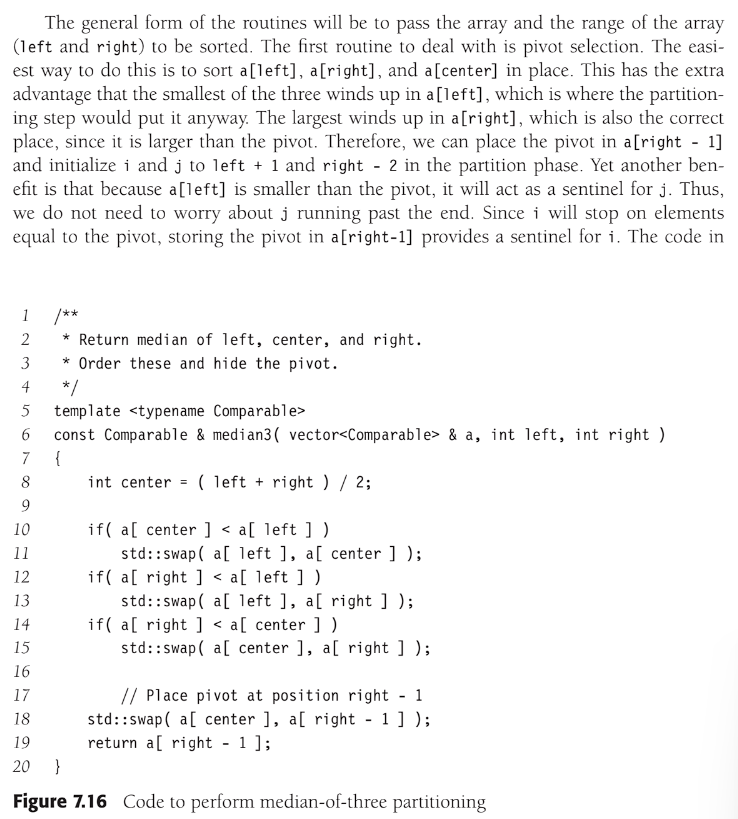 The general form of the routines will be to pass the array and the range of the array
(left and right) to be sorted. The first routine to deal with is pivot selection. The easi-
est way to do this is to sort a[left], a[right], and a[center] in place. This has the extra
advantage that the smallest of the three winds up in a[left], which is where the partition-
ing step would put it anyway. The largest winds up in a[right], which is also the correct
place, since it is larger than the pivot. Therefore, we can place the pivot in a[right - 1]
and initialize i and j to left + 1 and right - 2 in the partition phase. Yet another ben-
efit is that because a[left] is smaller than the pivot, it will act as a sentinel for j. Thus,
we do not need to worry about j running past the end. Since i will stop on elements
equal to the pivot, storing the pivot in a[right-1] provides a sentinel for i. The code in
1 /**
2 * Return median of left, center, and right.
3 * Order these and hide the pivot.
4 */
5 template <typename Comparable>
6 const Comparable & median3( vector<Comparable> & a, int left, int right )
7 {
8 int center = ( left + right ) / 2;
9
10 if( a[ center ] < a[ left ] )
11 std::swap( a[ left ], a[ center ] );
12 if( a[ right ] < a[ left ] )
13 std::swap( a[ left ], a[ right ] );
14 if( a[ right ] < a[ center ] )
15 std::swap( a[ center ], a[ right ] );
16
17 // Place pivot at position right - 1
18 std::swap( a[ center ], a[ right - 1 ] );
19 return a[ right - 1 ];
20 }
Figure 7.16 Code to perform median-of-three partitioning